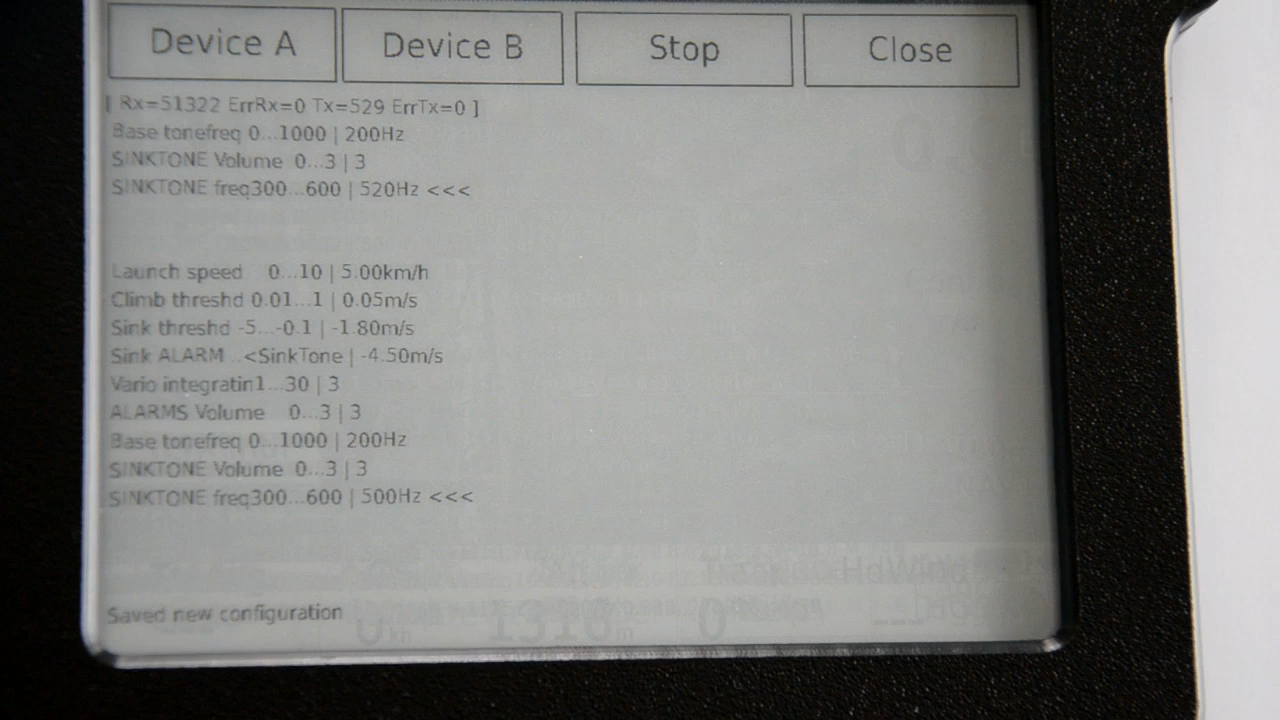 Device A Device B Stop Close
[ Rx=51322 ErrRx=0 Tx=529 ErrTx=0 ]
Base tonefreq 0...1000 | 200Hz
SINKTONE Volume 0...3 | 3
SINKTONE freq300...600 | 520Hz <<<
Launch speed 0...10 | 5.00km/h
Climb threshd 0.01...1 | 0.05m/s
Sink threshd -5...-0.1 | -1.80m/s
Sink ALARM ..<SinkTone | -4.50m/s
Vario integratin1...30 | 3
ALARMS Volume 0...3 | 3
Base tonefreq 0...1000 | 200Hz
SINKTONE Volume 0...3 | 3
SINKTONE freq300...600 | 500Hz <<<
Saved new configuration